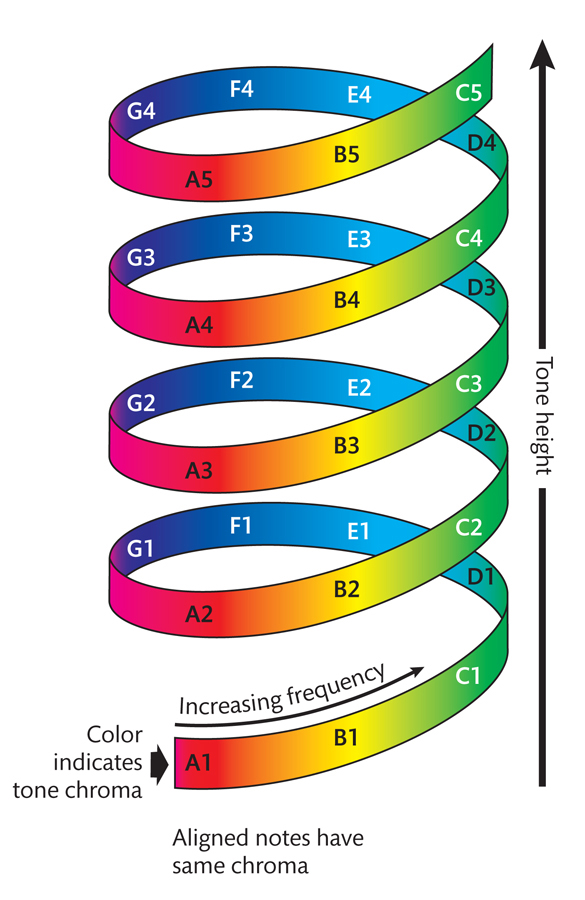 C5
F4
E4
G4
D4
B5
A5
F3
E3
C4
G3
D3
B4
A4
F2
E2
C3
G2
D2
B3
A3
F1
E1
C2
G1
D1
B2
A2
Tone height
C1
Increasing frequency
B1
A1
Color
indicates
tone chroma
Aligned notes have
same chroma